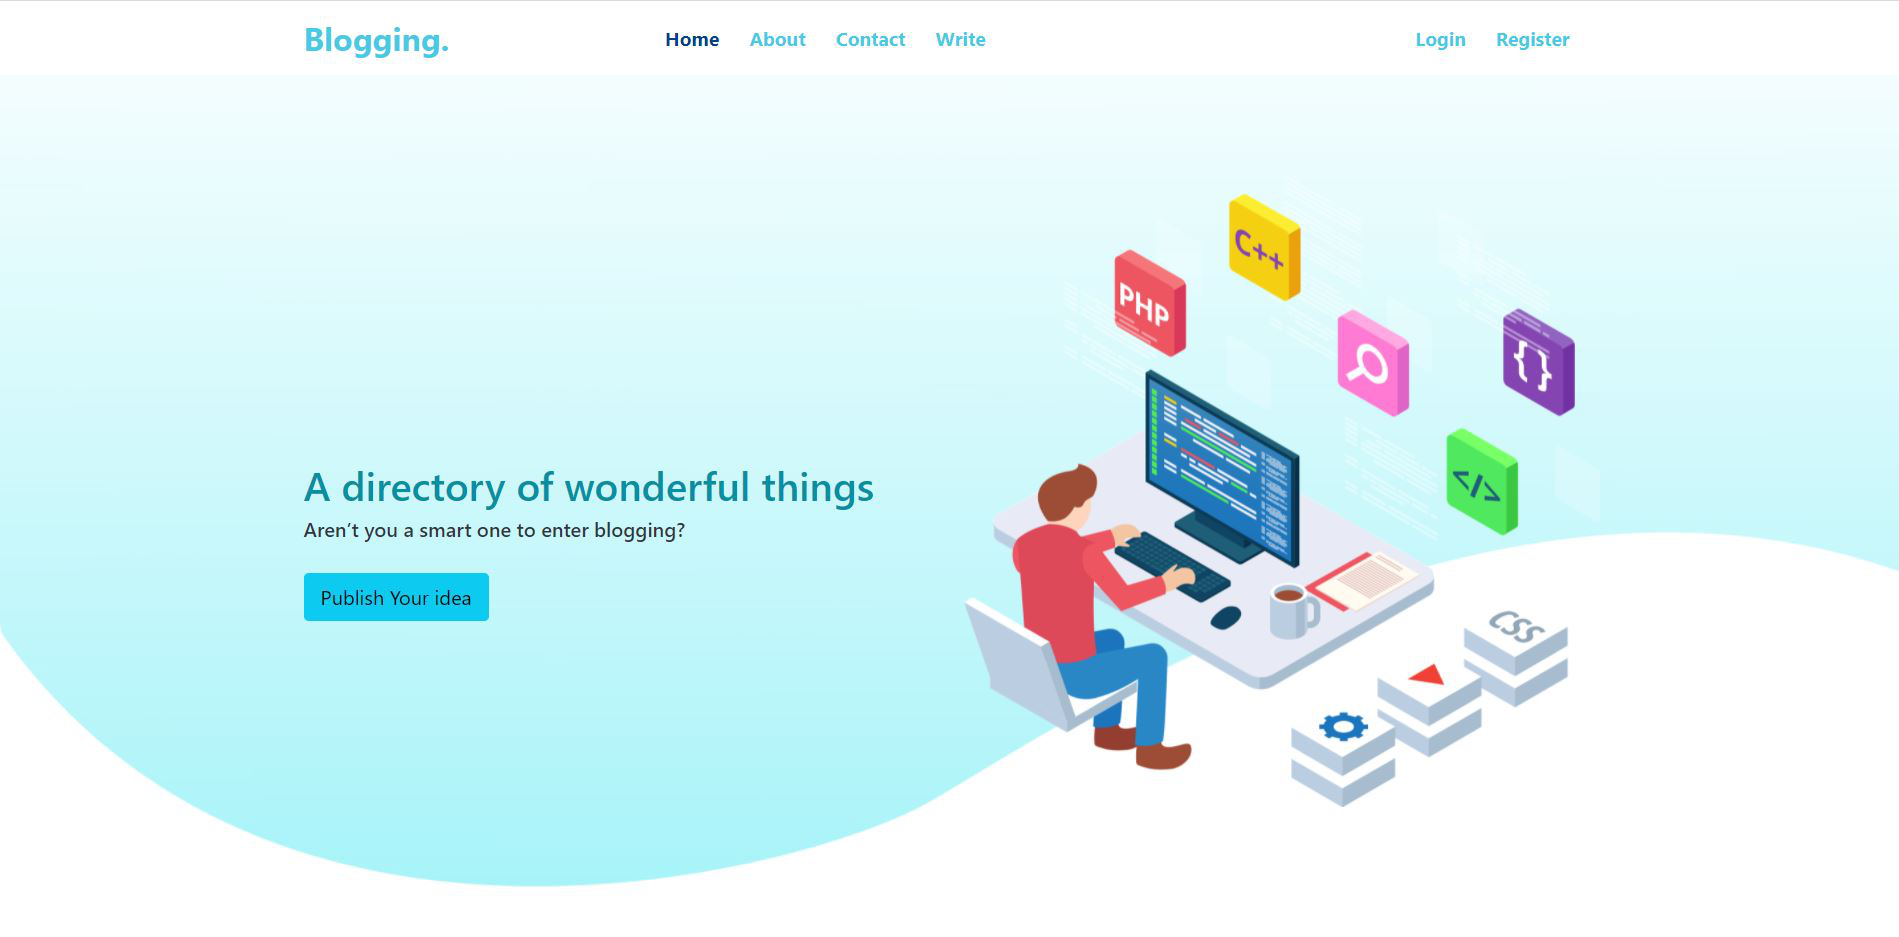 Blogging.
Home About Contact Write
Login Register
C++
PHP
{}
</>
A directory of wonderful things
Aren’t you a smart one to enter blogging?
Publish Your idea
CSS